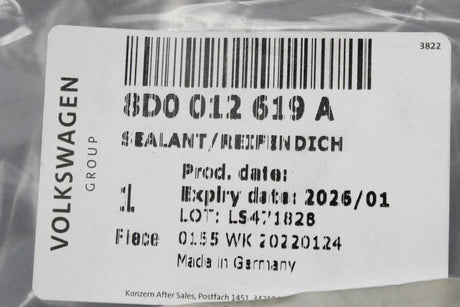 3822
VOLKSWAGEN
GROUP
8D0 012 619 A
SEALANT/REIFENDICH
Prod. date:
1 Expiry date: 2026/01
LOT: LS471828
Piece 0155 WK 20220124
Made in Germany
Konzern After Sales, Postfach 1451, 34212